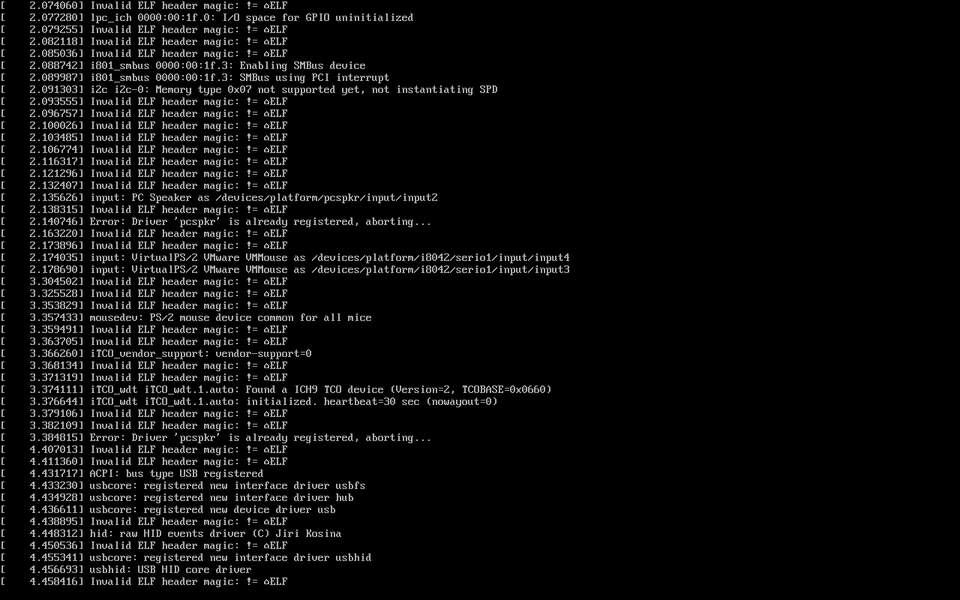 [    2.074060] Invalid ELF header magic: != ⌂ELF
[    2.077280] lpc_ich 0000:00:1f.0: I/O space for GPIO uninitialized
[    2.079255] Invalid ELF header magic: != ⌂ELF
[    2.082118] Invalid ELF header magic: != ⌂ELF
[    2.085036] Invalid ELF header magic: != ⌂ELF
[    2.088742] i801_smbus 0000:00:1f.3: Enabling SMBus device
[    2.089987] i801_smbus 0000:00:1f.3: SMBus using PCI interrupt
[    2.091303] i2c i2c-0: Memory type 0x07 not supported yet, not instantiating SPD
[    2.093555] Invalid ELF header magic: != ⌂ELF
[    2.096757] Invalid ELF header magic: != ⌂ELF
[    2.100026] Invalid ELF header magic: != ⌂ELF
[    2.103485] Invalid ELF header magic: != ⌂ELF
[    2.106774] Invalid ELF header magic: != ⌂ELF
[    2.116317] Invalid ELF header magic: != ⌂ELF
[    2.121296] Invalid ELF header magic: != ⌂ELF
[    2.132407] Invalid ELF header magic: != ⌂ELF
[    2.135626] input: PC Speaker as /devices/platform/pcspkr/input/input2
[    2.138315] Invalid ELF header magic: != ⌂ELF
[    2.140746] Error: Driver 'pcspkr' is already registered, aborting...
[    2.163220] Invalid ELF header magic: != ⌂ELF
[    2.173896] Invalid ELF header magic: != ⌂ELF
[    2.174035] input: VirtualPS/2 VMware VMMouse as /devices/platform/i8042/serio1/input/input4
[    2.178690] input: VirtualPS/2 VMware VMMouse as /devices/platform/i8042/serio1/input/input3
[    3.304502] Invalid ELF header magic: != ⌂ELF
[    3.325528] Invalid ELF header magic: != ⌂ELF
[    3.353829] Invalid ELF header magic: != ⌂ELF
[    3.357433] mousedev: PS/2 mouse device common for all mice
[    3.359491] Invalid ELF header magic: != ⌂ELF
[    3.363705] Invalid ELF header magic: != ⌂ELF
[    3.366260] iTCO_vendor_support: vendor-support=0
[    3.368134] Invalid ELF header magic: != ⌂ELF
[    3.371319] Invalid ELF header magic: != ⌂ELF
[    3.374111] iTCO_wdt iTCO_wdt.1.auto: Found a ICH9 TCO device (Version=2, TCOBASE=0x0660)
[    3.376644] iTCO_wdt iTCO_wdt.1.auto: initialized. heartbeat=30 sec (nowayout=0)
[    3.379106] Invalid ELF header magic: != ⌂ELF
[    3.382109] Invalid ELF header magic: != ⌂ELF
[    3.384815] Error: Driver 'pcspkr' is already registered, aborting...
[    4.407013] Invalid ELF header magic: != ⌂ELF
[    4.411360] Invalid ELF header magic: != ⌂ELF
[    4.431717] ACPI: bus type USB registered
[    4.433230] usbcore: registered new interface driver usbfs
[    4.434928] usbcore: registered new interface driver hub
[    4.436611] usbcore: registered new device driver usb
[    4.438895] Invalid ELF header magic: != ⌂ELF
[    4.448312] hid: raw HID events driver (C) Jiri Kosina
[    4.450536] Invalid ELF header magic: != ⌂ELF
[    4.455341] usbcore: registered new interface driver usbhid
[    4.456693] usbhid: USB HID core driver
[    4.458416] Invalid ELF header magic: != ⌂ELF